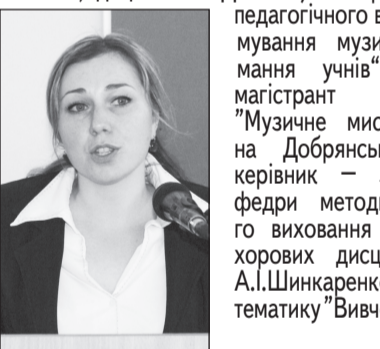 педагогічного в
мування музи
мання учнів“
магістрант
”Музичне мис
на Добрянсь
керівник –
федри методи
го виховання
хорових дисц
А.І.Шинкаренк
тематику ”Вивч